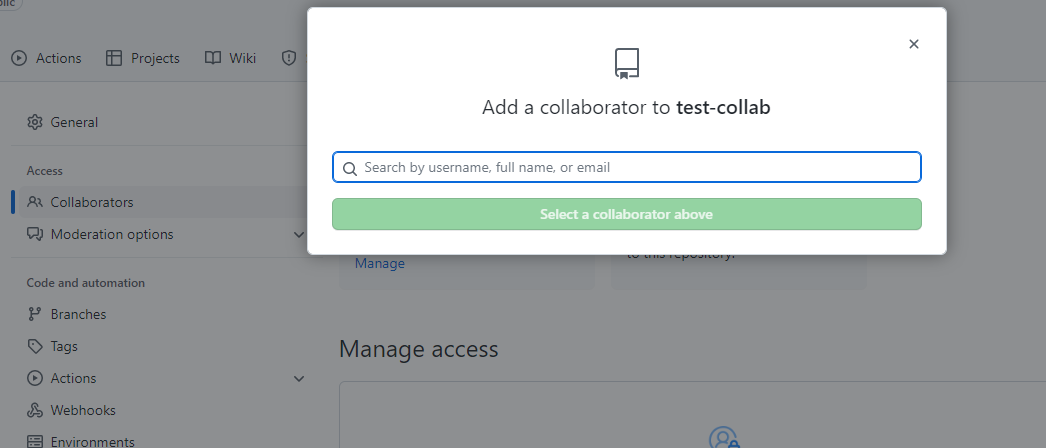 Actions
Projects
Wiki
General
Access
Collaborators
Moderation options
Code and automation
Branches
Tags
Actions
Webhooks
Environments
Add a collaborator to test-collab
Search by username, full name, or email
Select a collaborator above
Manage
to this repository.
Manage access